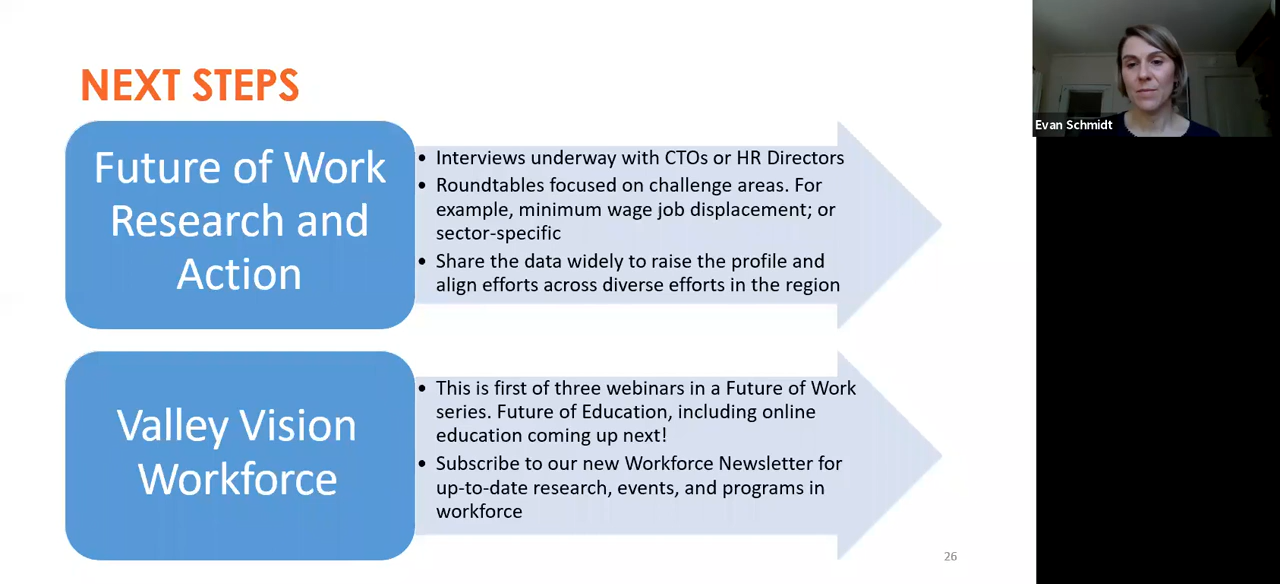 NEXT STEPS
Future of Work
Research and
Action
• Interviews underway with CTOs or HR Directors
• Roundtables focused on challenge areas. For
example, minimum wage job displacement; or
sector-specific
• Share the data widely to raise the profile and
align efforts across diverse efforts in the region
Valley Vision
Workforce
• This is first of three webinars in a Future of Work
series. Future of Education, including online
education coming up next!
• Subscribe to our new Workforce Newsletter for
up-to-date research, events, and programs in
workforce
26
Evan Schmidt